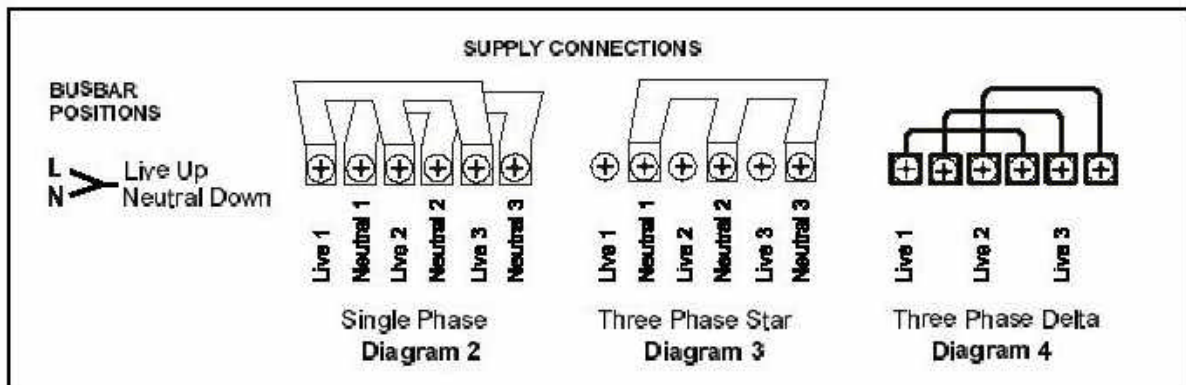 SUPPLY CONNECTIONS
BUSBAR
POSITIONS
L
N
Live Up
Neutral Down
Live 1
Neutral 1
Live 2
Neutral 2
Live 3
Neutral 3
Single Phase
Diagram 2
Live 1
Neutral 1
Live 2
Neutral 2
Live 3
Neutral 3
Three Phase Star
Diagram 3
Live 1
Live 2
Live 3
Three Phase Delta
Diagram 4